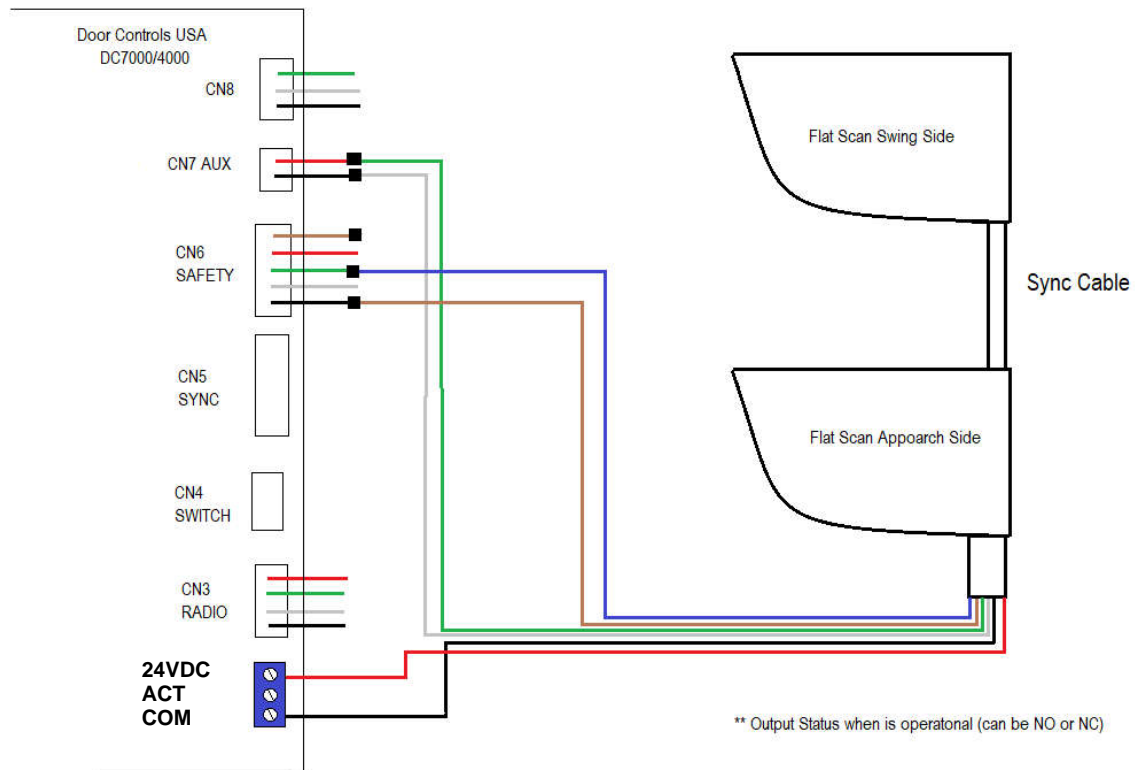 Door Controls USA
DC7000/4000
CN8
CN7 AUX
CN6
SAFETY
CN5
SYNC
CN4
SWITCH
CN3
RADIO
24VDC
ACT
COM
Flat Scan Swing Side
Sync Cable
Flat Scan Appoarch Side
** Output Status when is operatonal (can be NO or NC)